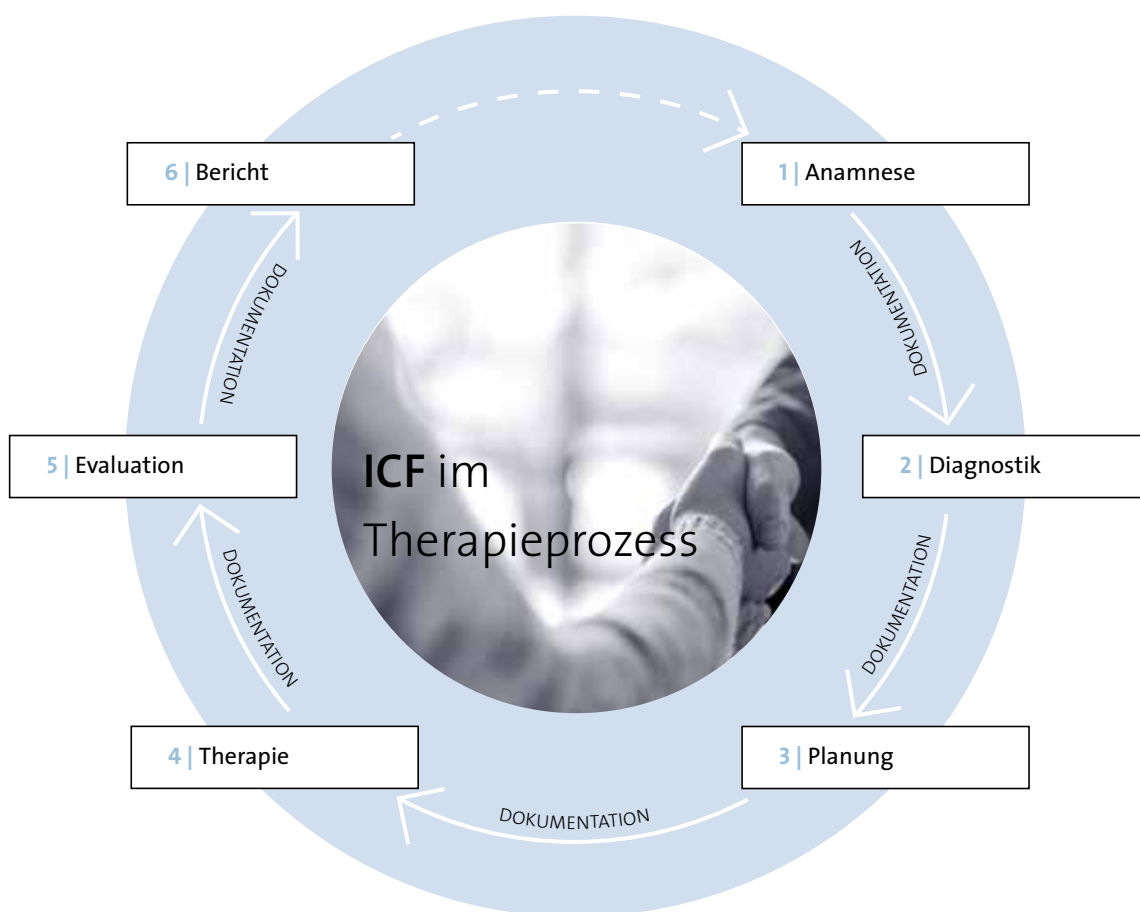 6 | Bericht
1 | Anamnese
DOKUMENTATION
DOKUMENTATION
5 | Evaluation
ICF im
Therapieprozess
2 | Diagnostik
DOKUMENTATION
DOKUMENTATION
4 | Therapie
3 | Planung
DOKUMENTATION